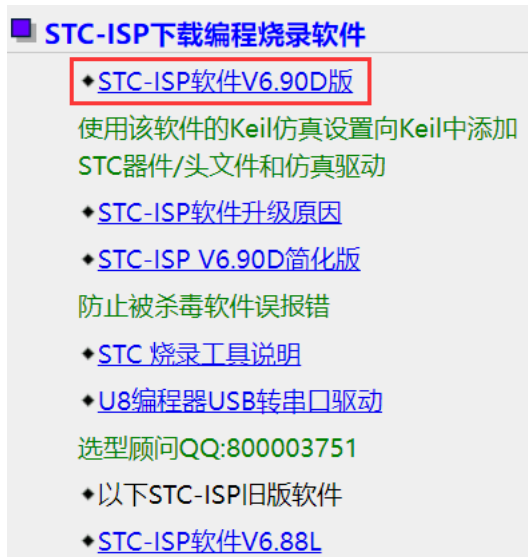 STC-ISP下载编程烧录软件
STC-ISP软件V6.90D版
使用该软件的Keil仿真设置向Keil中添加
STC器件/头文件和仿真驱动
STC-ISP软件升级原因
STC-ISP V6.90D简化版
防止被杀毒软件误报错
STC 烧录工具说明
U8编程器USB转串口驱动
选型顾问QQ:800003751
以下STC-ISP旧版软件
STC-ISP软件V6.88L